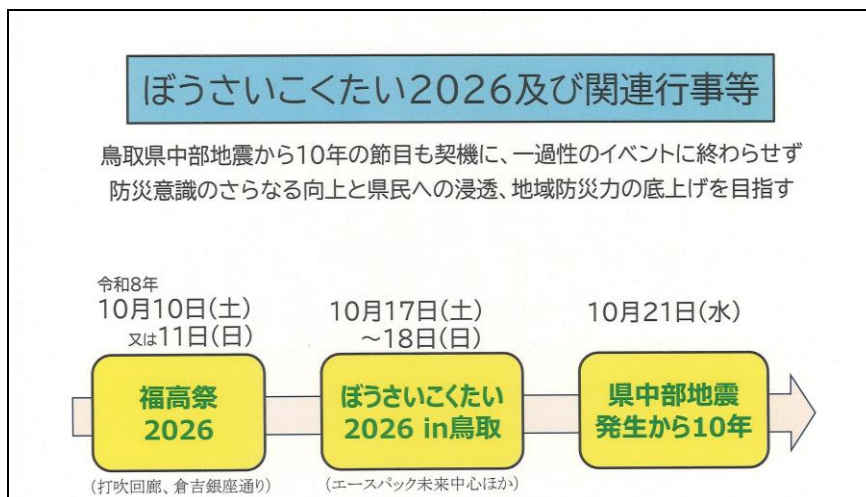 ぼうさいこくたい2026及び関連行事等
鳥取県中部地震から10年の節目も契機に、一過性のイベントに終わらせず
防災意識のさらなる向上と県民への浸透、地域防災力の底上げを目指す
令和8年
10月10日(土)
又は11日(日)
福高祭
2026
(打吹回廊、倉吉銀座通り)
10月17日(土)
～18日(日)
ぼうさいこくたい
2026 in鳥取
(エースパック未来中心ほか)
10月21日(水)
県中部地震
発生から10年